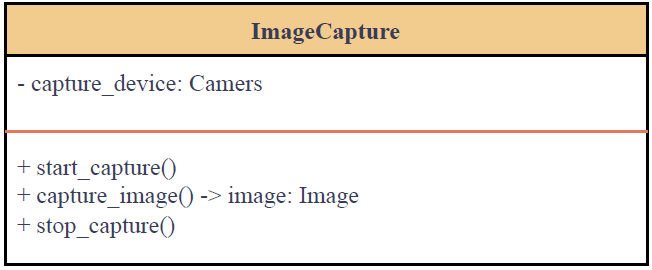 ImageCapture
- capture_device: Camers
+ start_capture()
+ capture_image() -> image: Image
+ stop_capture()